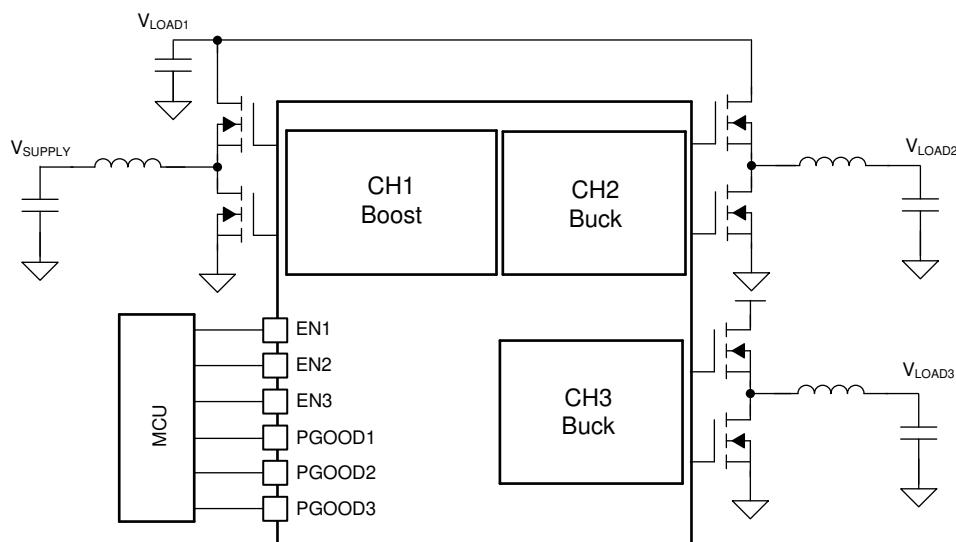 VLOAD1
VSUPPLY
CH1
Boost
CH2
Buck
VLOAD2
MCU
EN1
EN2
EN3
PGOOD1
PGOOD2
PGOOD3
CH3
Buck
VLOAD3